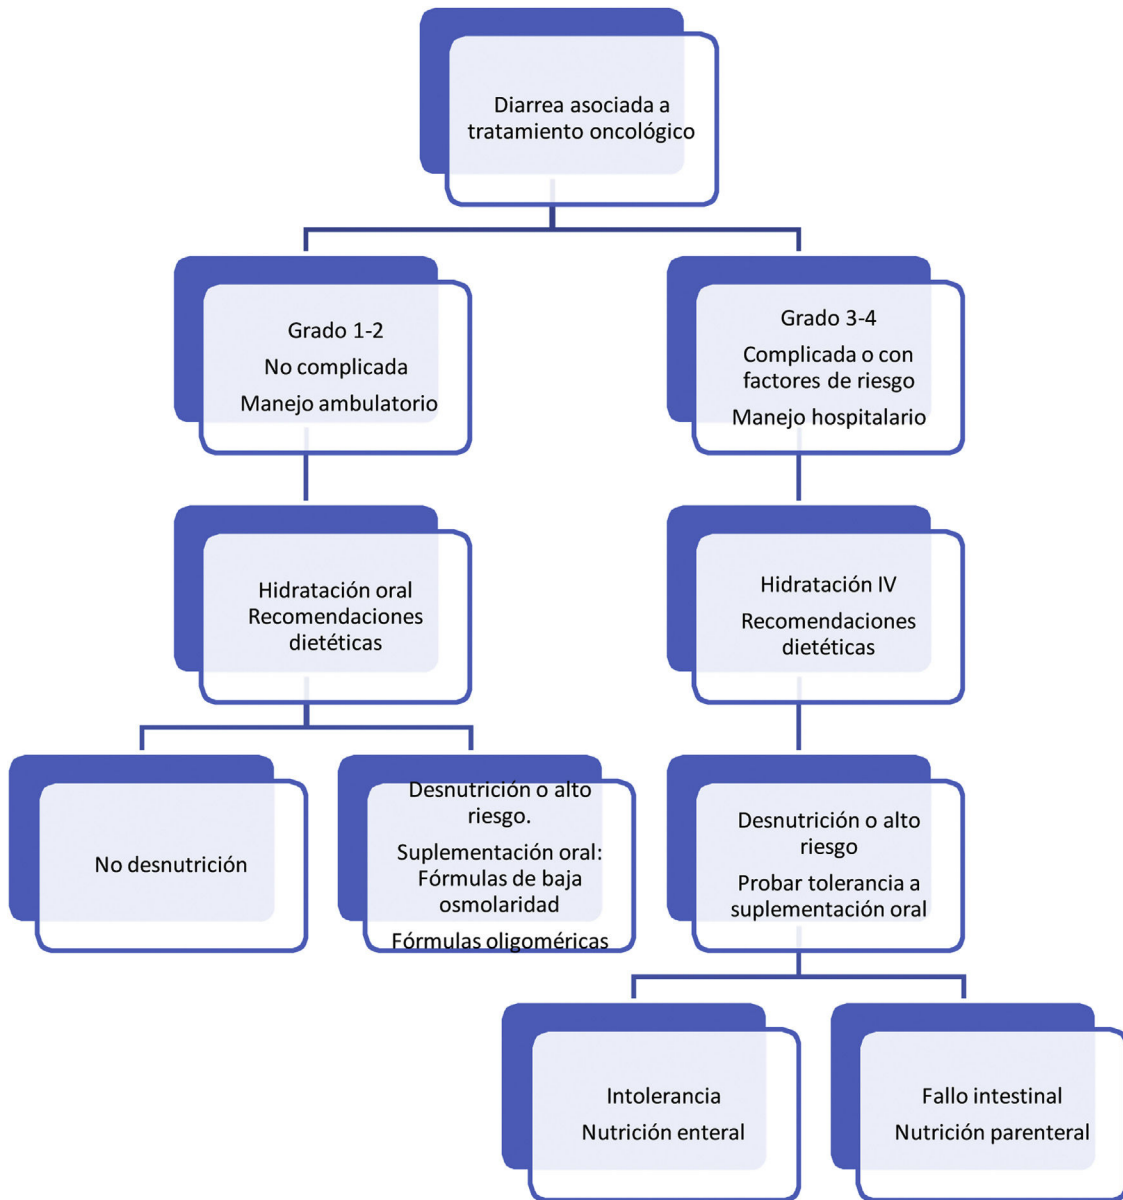 Diarrea asociada a
tratamiento oncológico
Grado 1-2
No complicada
Manejo ambulatorio
Grado 3-4
Complicada o con
factores de riesgo
Manejo hospitalario
Hidratación oral
Recomendaciones
dietéticas
Hidratación IV
Recomendaciones
dietéticas
No desnutrición
Desnutrición o alto
riesgo.
Suplementación oral:
Fórmulas de baja
osmolaridad
Fórmulas oligoméricas
Desnutrición o alto
riesgo
Probar tolerancia a
suplementación oral
Intolerancia
Nutrición enteral
Fallo intestinal
Nutrición parenteral